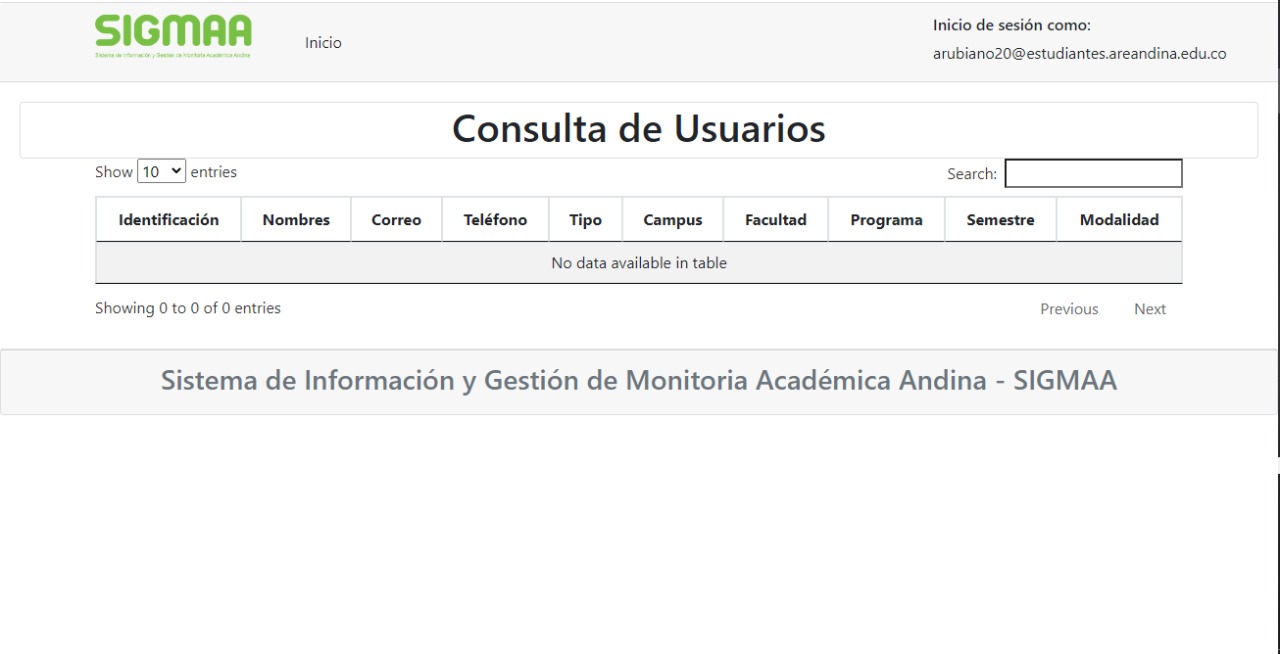 SIGMAA
Sistema de Información y Gestión de Monitoria Académica Andina
Inicio
Inicio de sesión como:
arubiano20@estudiantes.areandina.edu.co
Consulta de Usuarios
Show 10 entries
Search:
Identificación Nombres Correo Teléfono Tipo Campus Facultad Programa Semestre Modalidad
No data available in table
Showing 0 to 0 of 0 entries
Previous Next
Sistema de Información y Gestión de Monitoria Académica Andina - SIGMAA